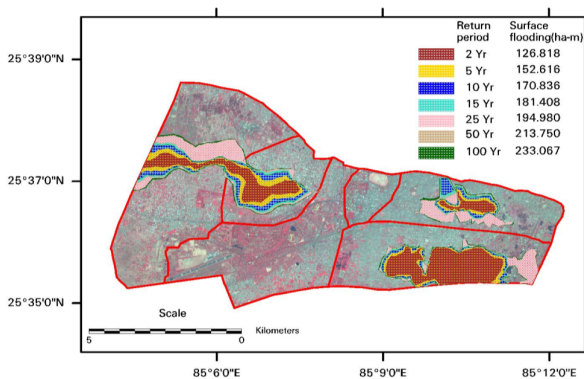 Return period
Surface flooding(ha-m)
2 Yr 126.818
5 Yr 152.616
10 Yr 170.836
15 Yr 181.408
25 Yr 194.980
50 Yr 213.750
100 Yr 233.067
25°39'0"N
25°37'0"N
25°35'0"N
Scale
Kilometers
5 0
85°6'0"E 85°9'0"E 85°12'0"E